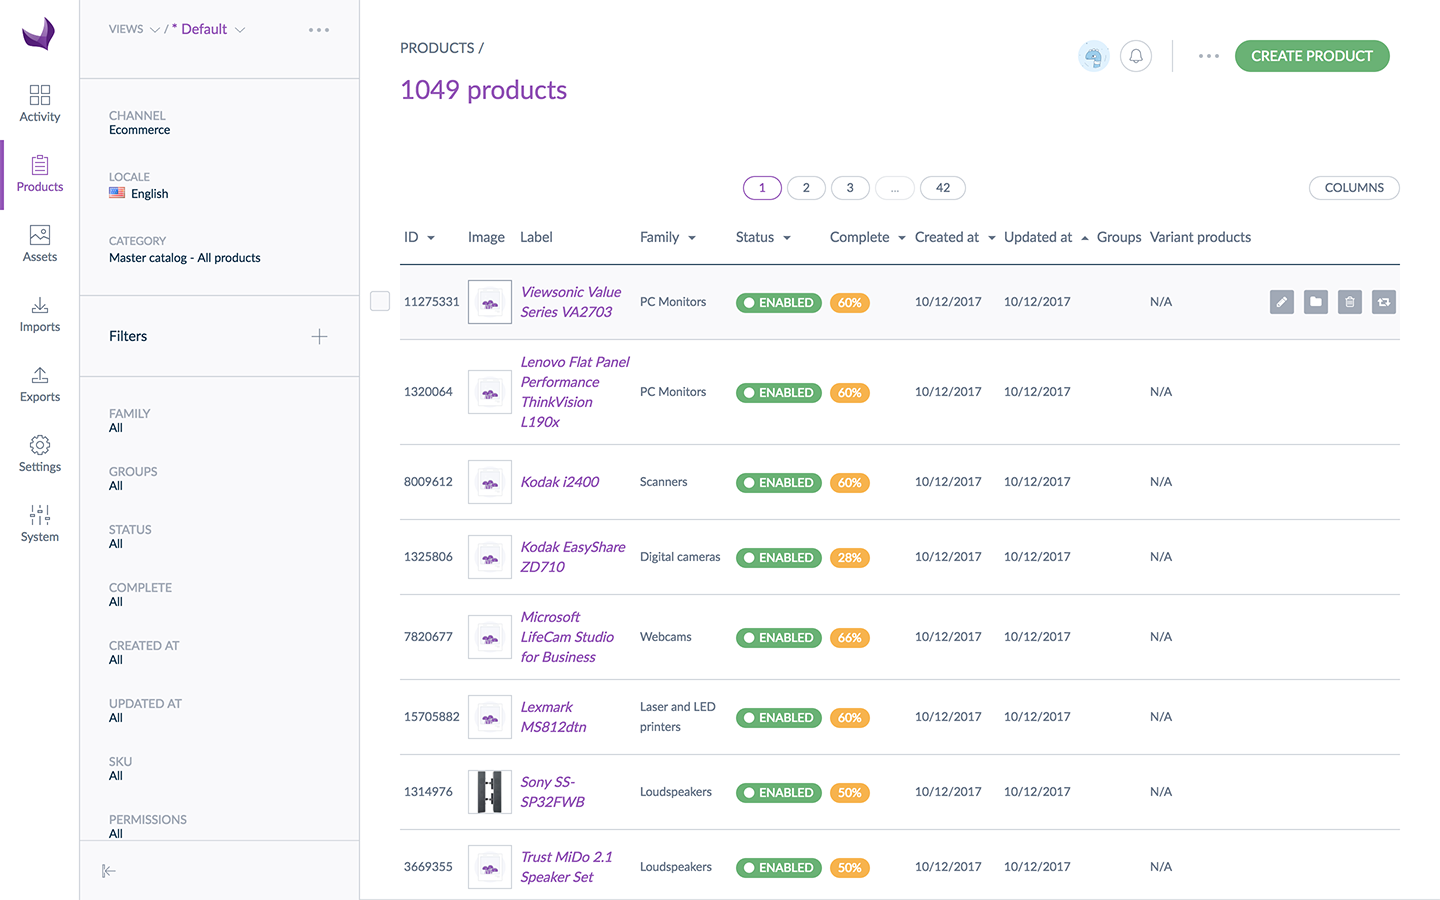 Activity
Products
Assets
Imports
Exports
Settings
System
VIEWS / * Default
CHANNEL
Ecommerce
LOCALE
English
CATEGORY
Master catalog - All products
Filters
FAMILY
All
GROUPS
All
STATUS
All
COMPLETE
All
CREATED AT
All
UPDATED AT
All
SKU
All
PERMISSIONS
All
PRODUCTS /
CREATE PRODUCT
1049 products
1 2 3 ... 42
COLUMNS
ID Image Label Family Status Complete Created at Updated at Groups Variant products
11275331 Viewsonic Value PC Monitors ENABLED 60% 10/12/2017 10/12/2017 N/A
Series VA2703
Lenovo Flat Panel
Performance
1320064 ThinkVision PC Monitors ENABLED 60% 10/12/2017 10/12/2017 N/A
L190x
8009612 Kodak i2400 Scanners ENABLED 60% 10/12/2017 10/12/2017 N/A
1325806 Kodak EasyShare Digital cameras ENABLED 28% 10/12/2017 10/12/2017 N/A
ZD710
Microsoft
7820677 LifeCam Studio Webcams ENABLED 66% 10/12/2017 10/12/2017 N/A
for Business
15705882 Lexmark Laser and LED ENABLED 60% 10/12/2017 10/12/2017 N/A
MS812dtn printers
1314976 Sony SS- Loudspeakers ENABLED 50% 10/12/2017 10/12/2017 N/A
SP32FWB
3669355 Trust MiDo 2.1 Loudspeakers ENABLED 50% 10/12/2017 10/12/2017 N/A
Speaker Set